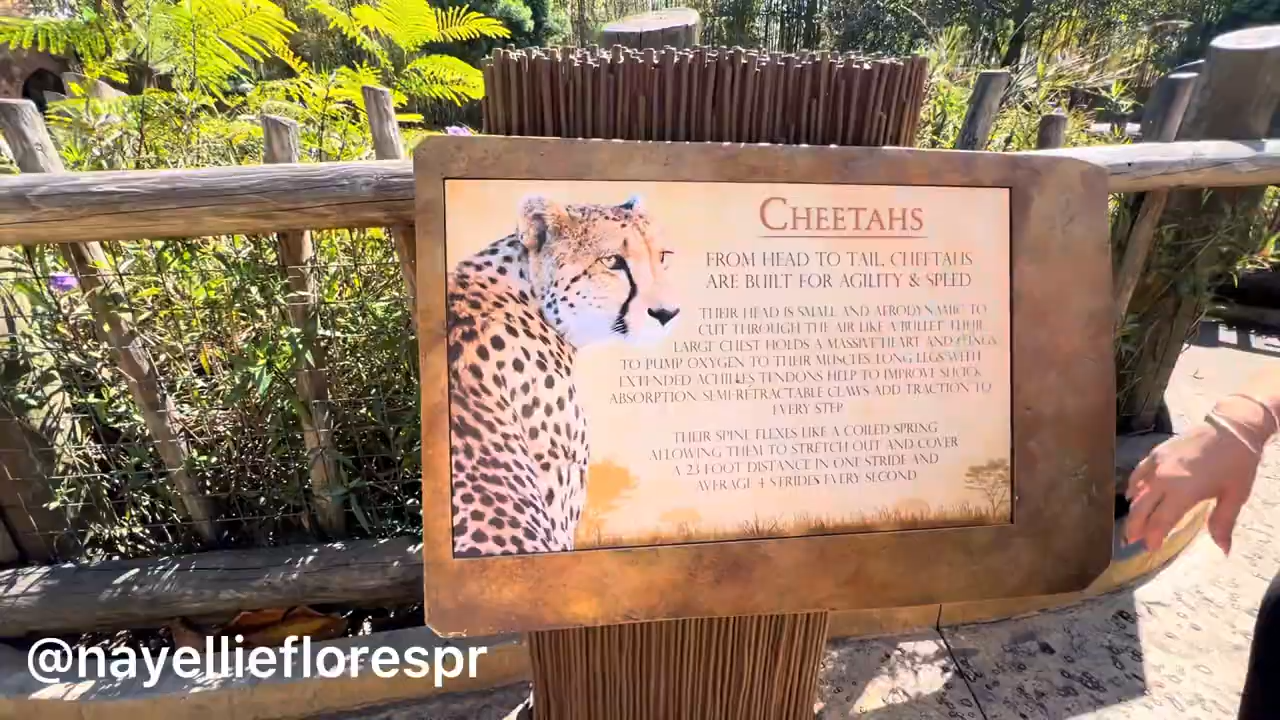 CHEETAHS
FROM HEAD TO TAIL, CHEETAHS
ARE BUILT FOR AGILITY & SPEED
THEIR HEAD IS SMALL AND AERODYNAMIC TO
CUT THROUGH THE AIR LIKE A BULLET. THEIR
LARGE CHEST HOLDS A MASSIVE HEART AND LUNGS
TO PUMP OXYGEN TO THEIR MUSCLES. LONG LEGS WITH
EXTENDED ACHILLES TENDONS HELP TO IMPROVE SHOCK
ABSORPTION. SEMI-RETRACTABLE CLAWS ADD TRACTION TO
EVERY STEP
THEIR SPINE FLEXES LIKE A COILED SPRING
ALLOWING THEM TO STRETCH OUT AND COVER
A 23 FOOT DISTANCE IN ONE STRIDE AND
AVERAGE 4 STRIDES EVERY SECOND
@nayellieflorespr